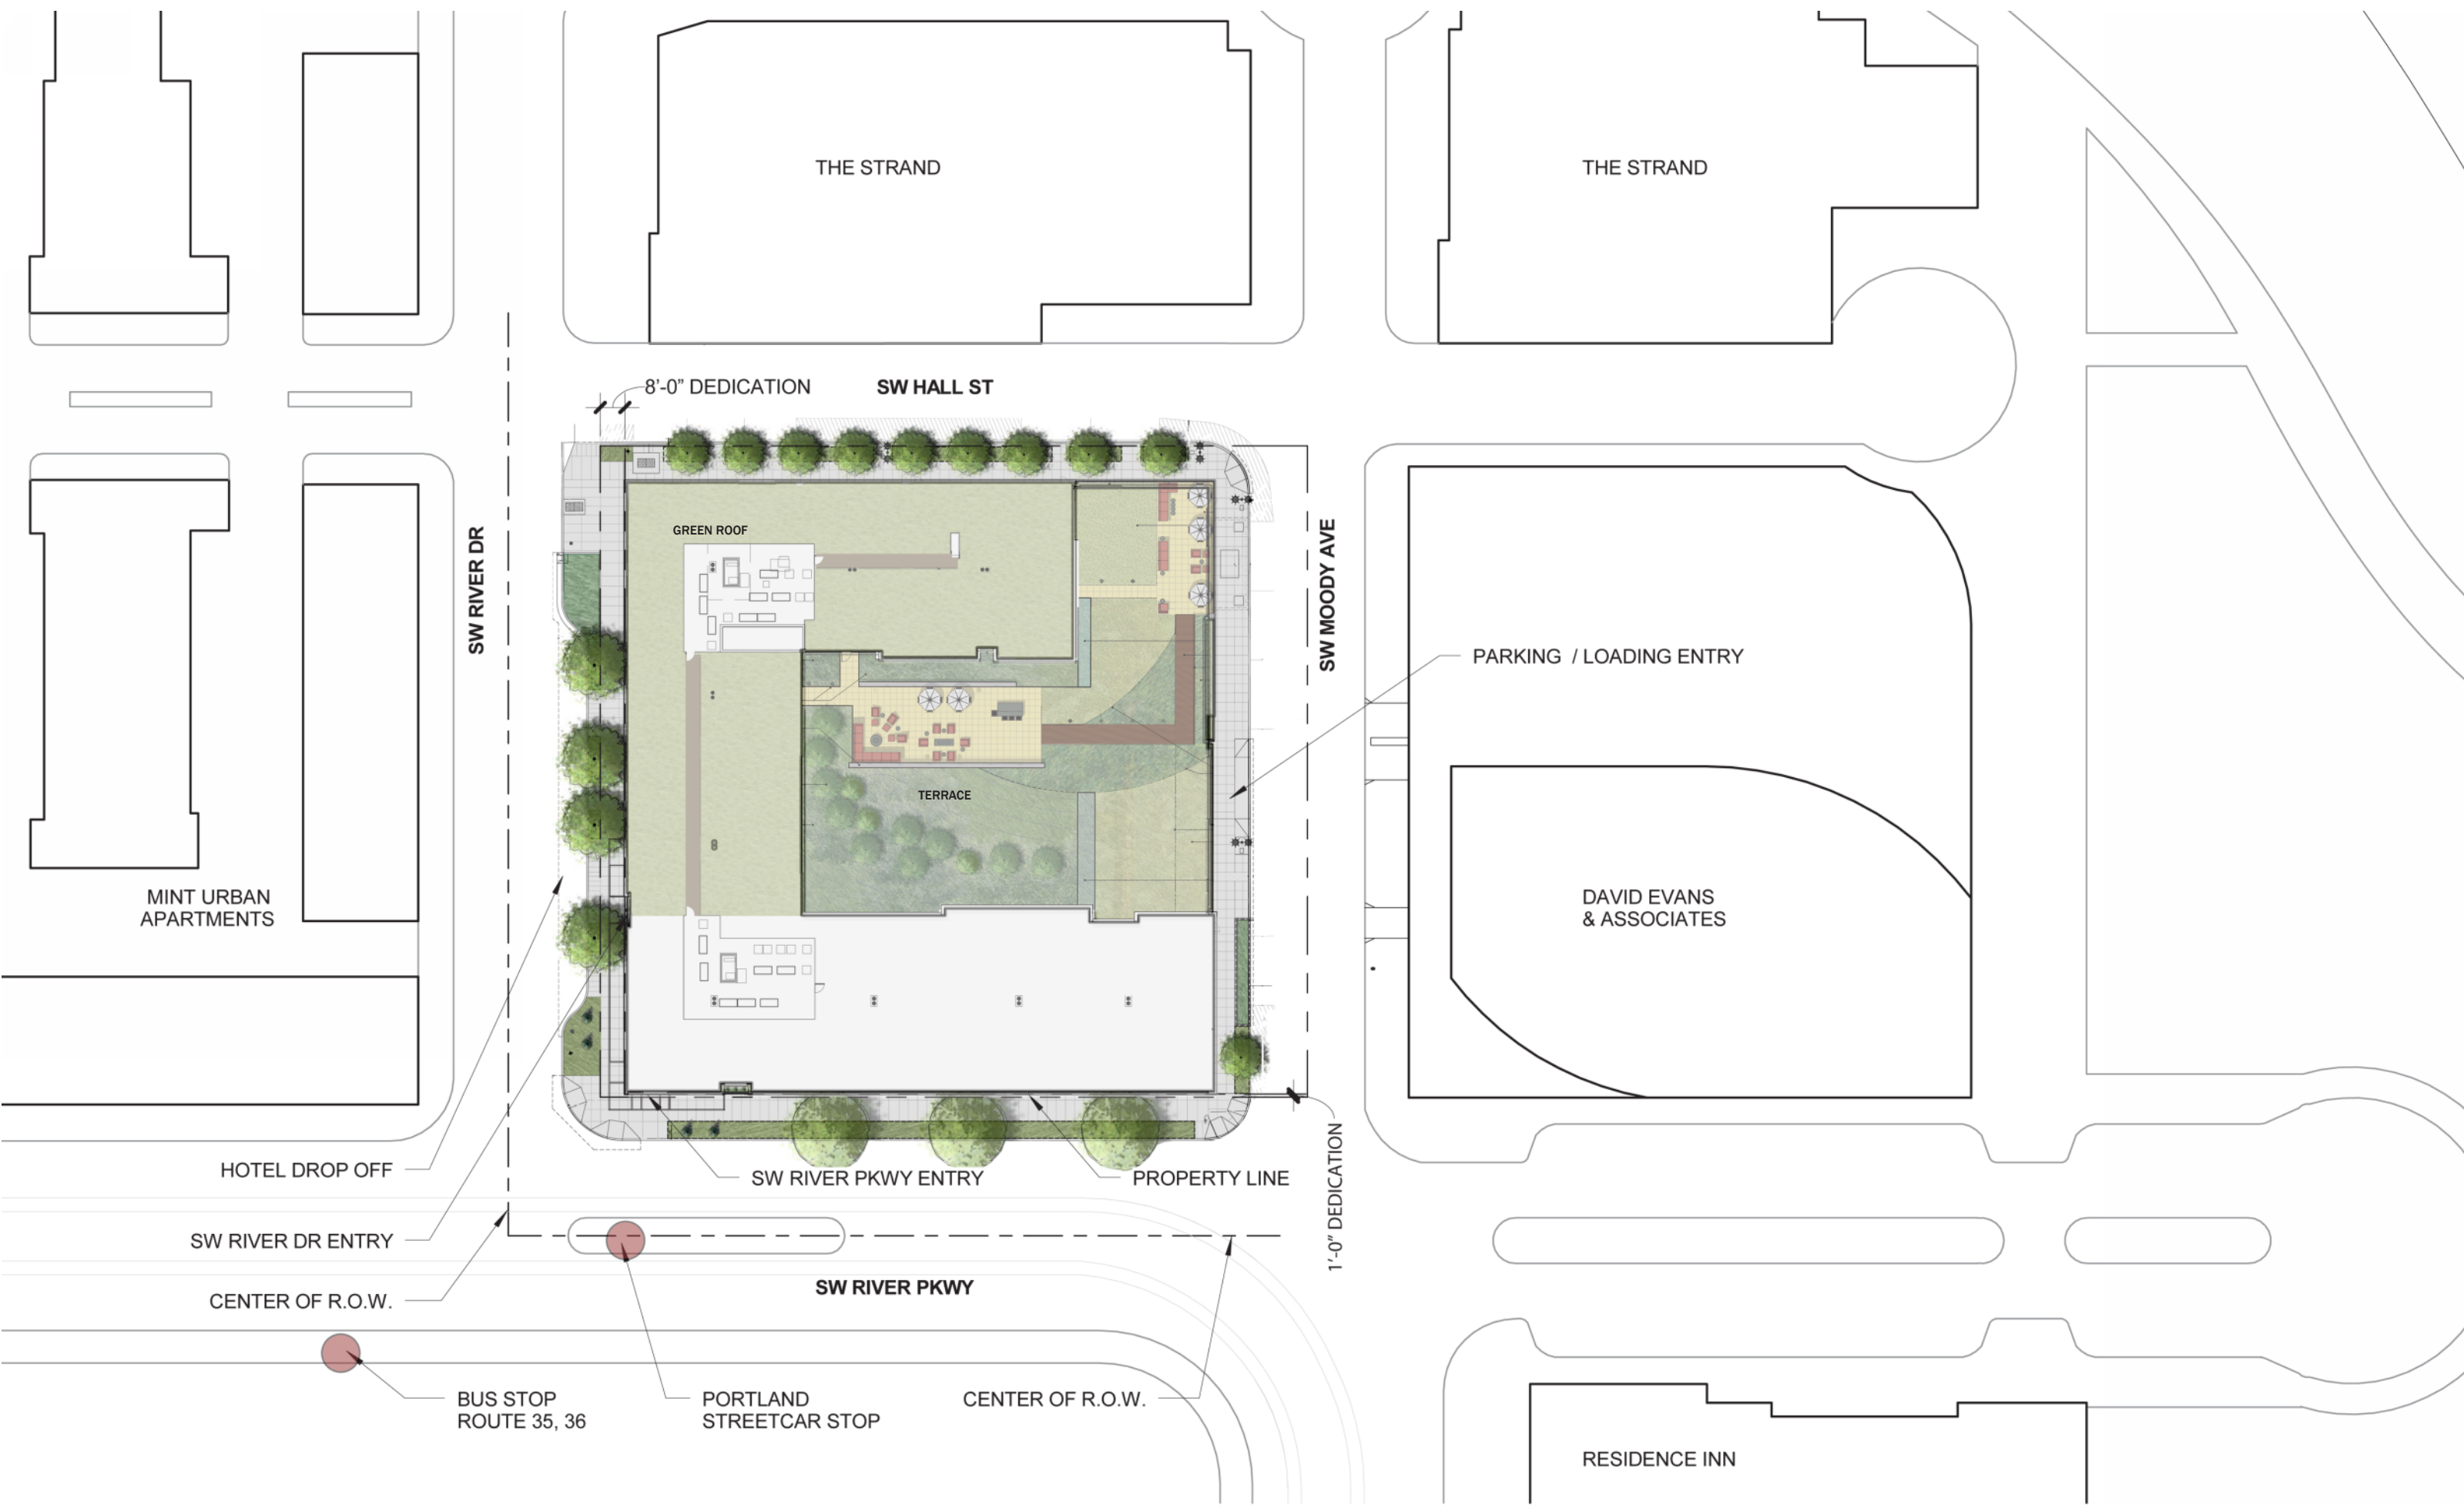 THE STRAND
THE STRAND
8'-0" DEDICATION
SW HALL ST
GREEN ROOF
SW RIVER DR
SW MOODY AVE
PARKING / LOADING ENTRY
TERRACE
MINT URBAN
APARTMENTS
DAVID EVANS
& ASSOCIATES
HOTEL DROP OFF
SW RIVER PKWY ENTRY
PROPERTY LINE
1'-0" DEDICATION
SW RIVER DR ENTRY
SW RIVER PKWY
CENTER OF R.O.W.
BUS STOP
ROUTE 35, 36
PORTLAND
STREETCAR STOP
CENTER OF R.O.W.
RESIDENCE INN